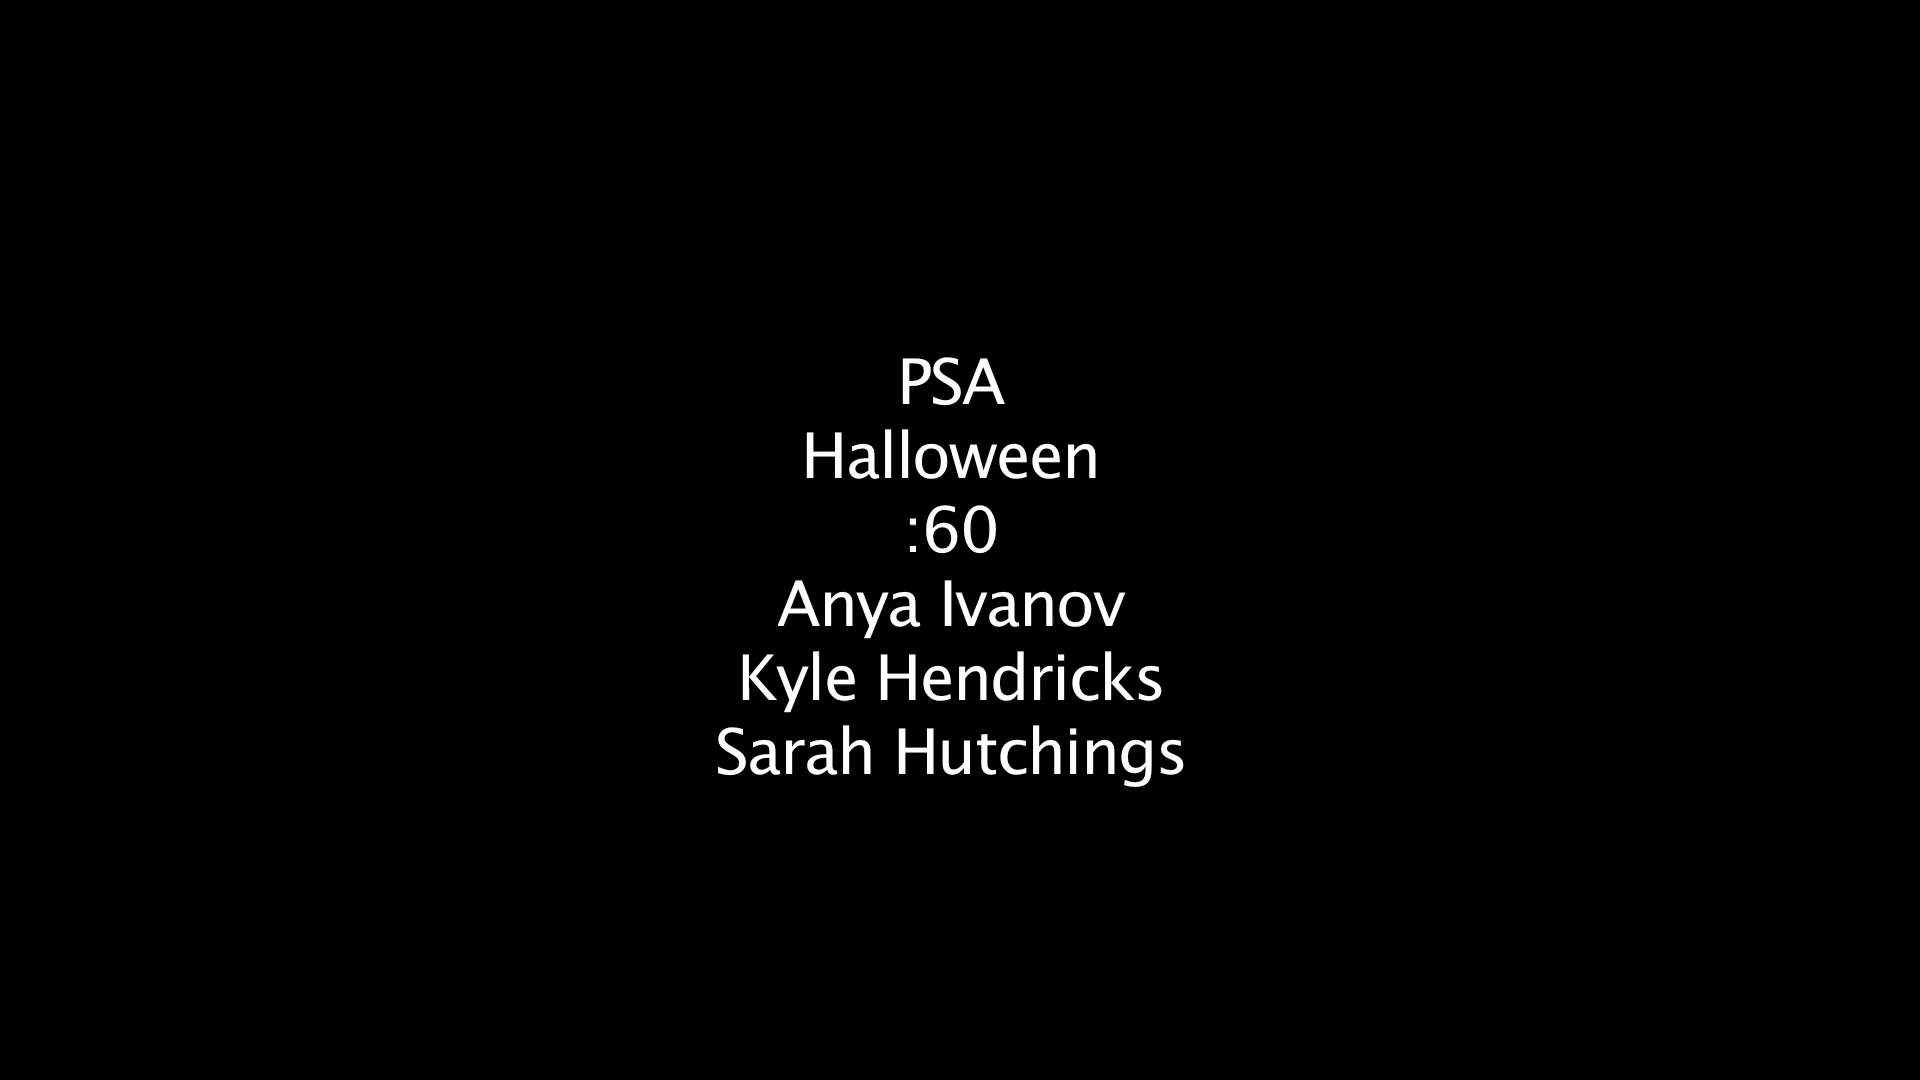 PSA
Halloween
:60
Anya Ivanov
Kyle Hendricks
Sarah Hutchings